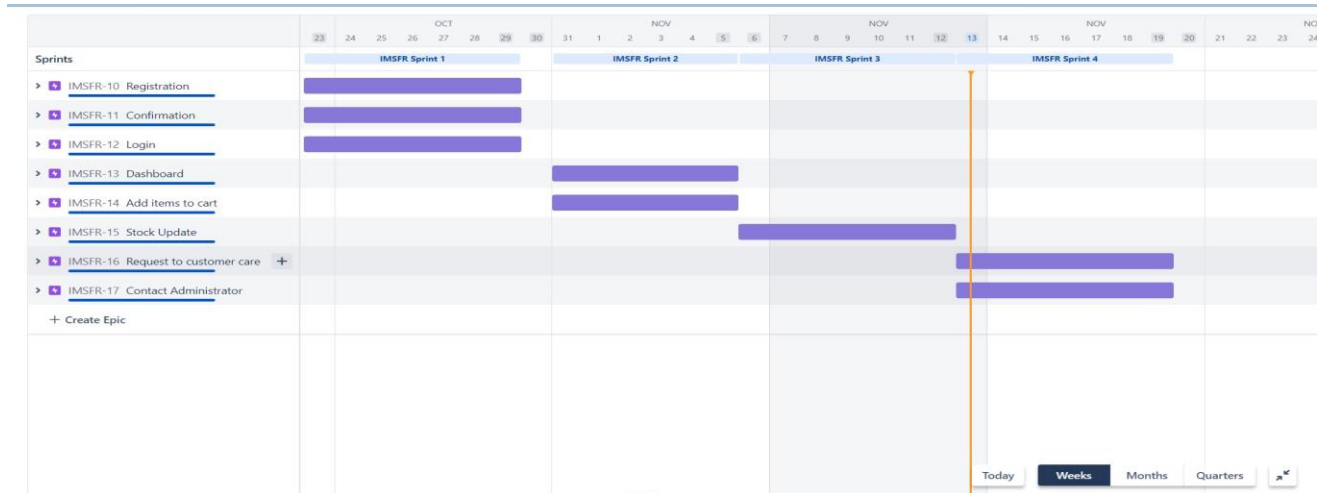 OCT NOV NOV NOV NO
23 24 25 26 27 28 29 30 31 1 2 3 4 5 6 7 8 9 10 11 12 13 14 15 16 17 18 19 20 21 22 23 24
Sprints IMSFR Sprint 1 IMSFR Sprint 2 IMSFR Sprint 3 IMSFR Sprint 4
IMSFR-10 Registration
IMSFR-11 Confirmation
IMSFR-12 Login
IMSFR-13 Dashboard
IMSFR-14 Add items to cart
IMSFR-15 Stock Update
IMSFR-16 Request to customer care +
IMSFR-17 Contact Administrator
+ Create Epic
Today Weeks Months Quarters